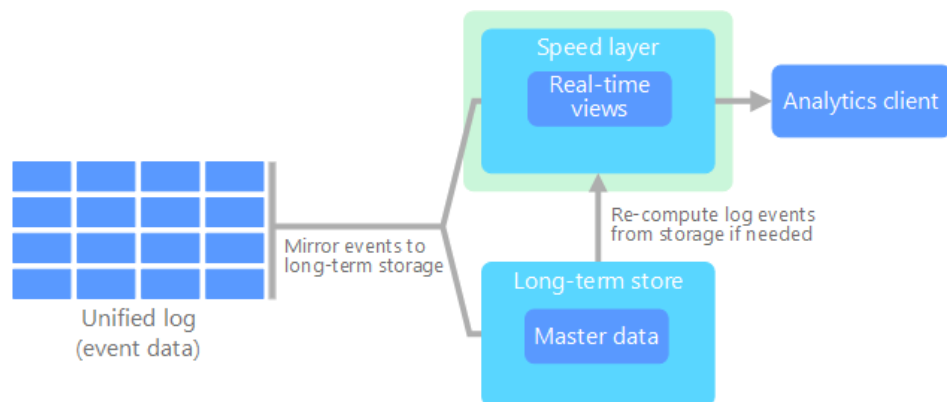 Speed layer
Real-time
views
Analytics client
Re-compute log events
from storage if needed
Mirror events to
long-term storage
Long-term store
Master data
Unified log
(event data)